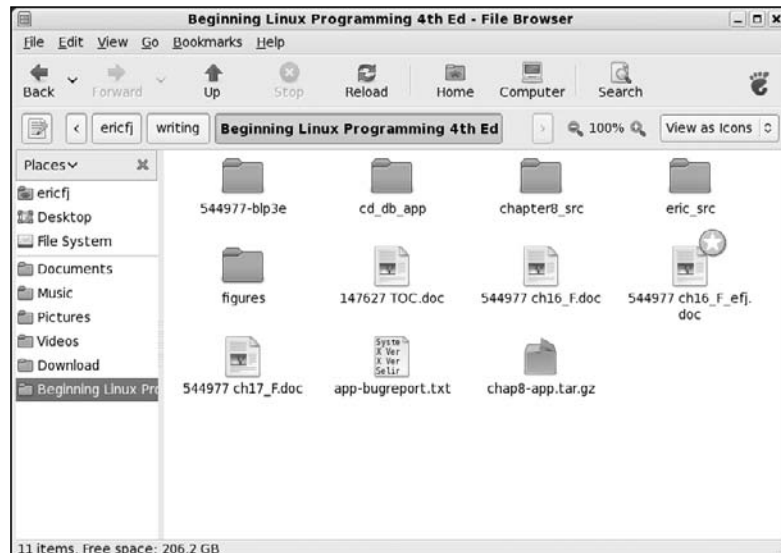 Beginning Linux Programming 4th Ed - File Browser
File Edit View Go Bookmarks Help
Back Forward Up Stop Reload Home Computer Search
ericfj writing Beginning Linux Programming 4th Ed 100% View as Icons
Places
ericfj
Desktop
File System
Documents
Music
Pictures
Videos
Download
Beginning Linux Pro
544977-blp3e cd_db_app chapter8_src eric_src
figures 147627 TOC.doc 544977 ch16_F.doc 544977 ch16_F_efj.
doc
Syste
X Ver
X Ver
Selir
544977 ch17_F.doc app-bugreport.txt chap8-app.tar.gz
11 items, Free space: 206.2 GB